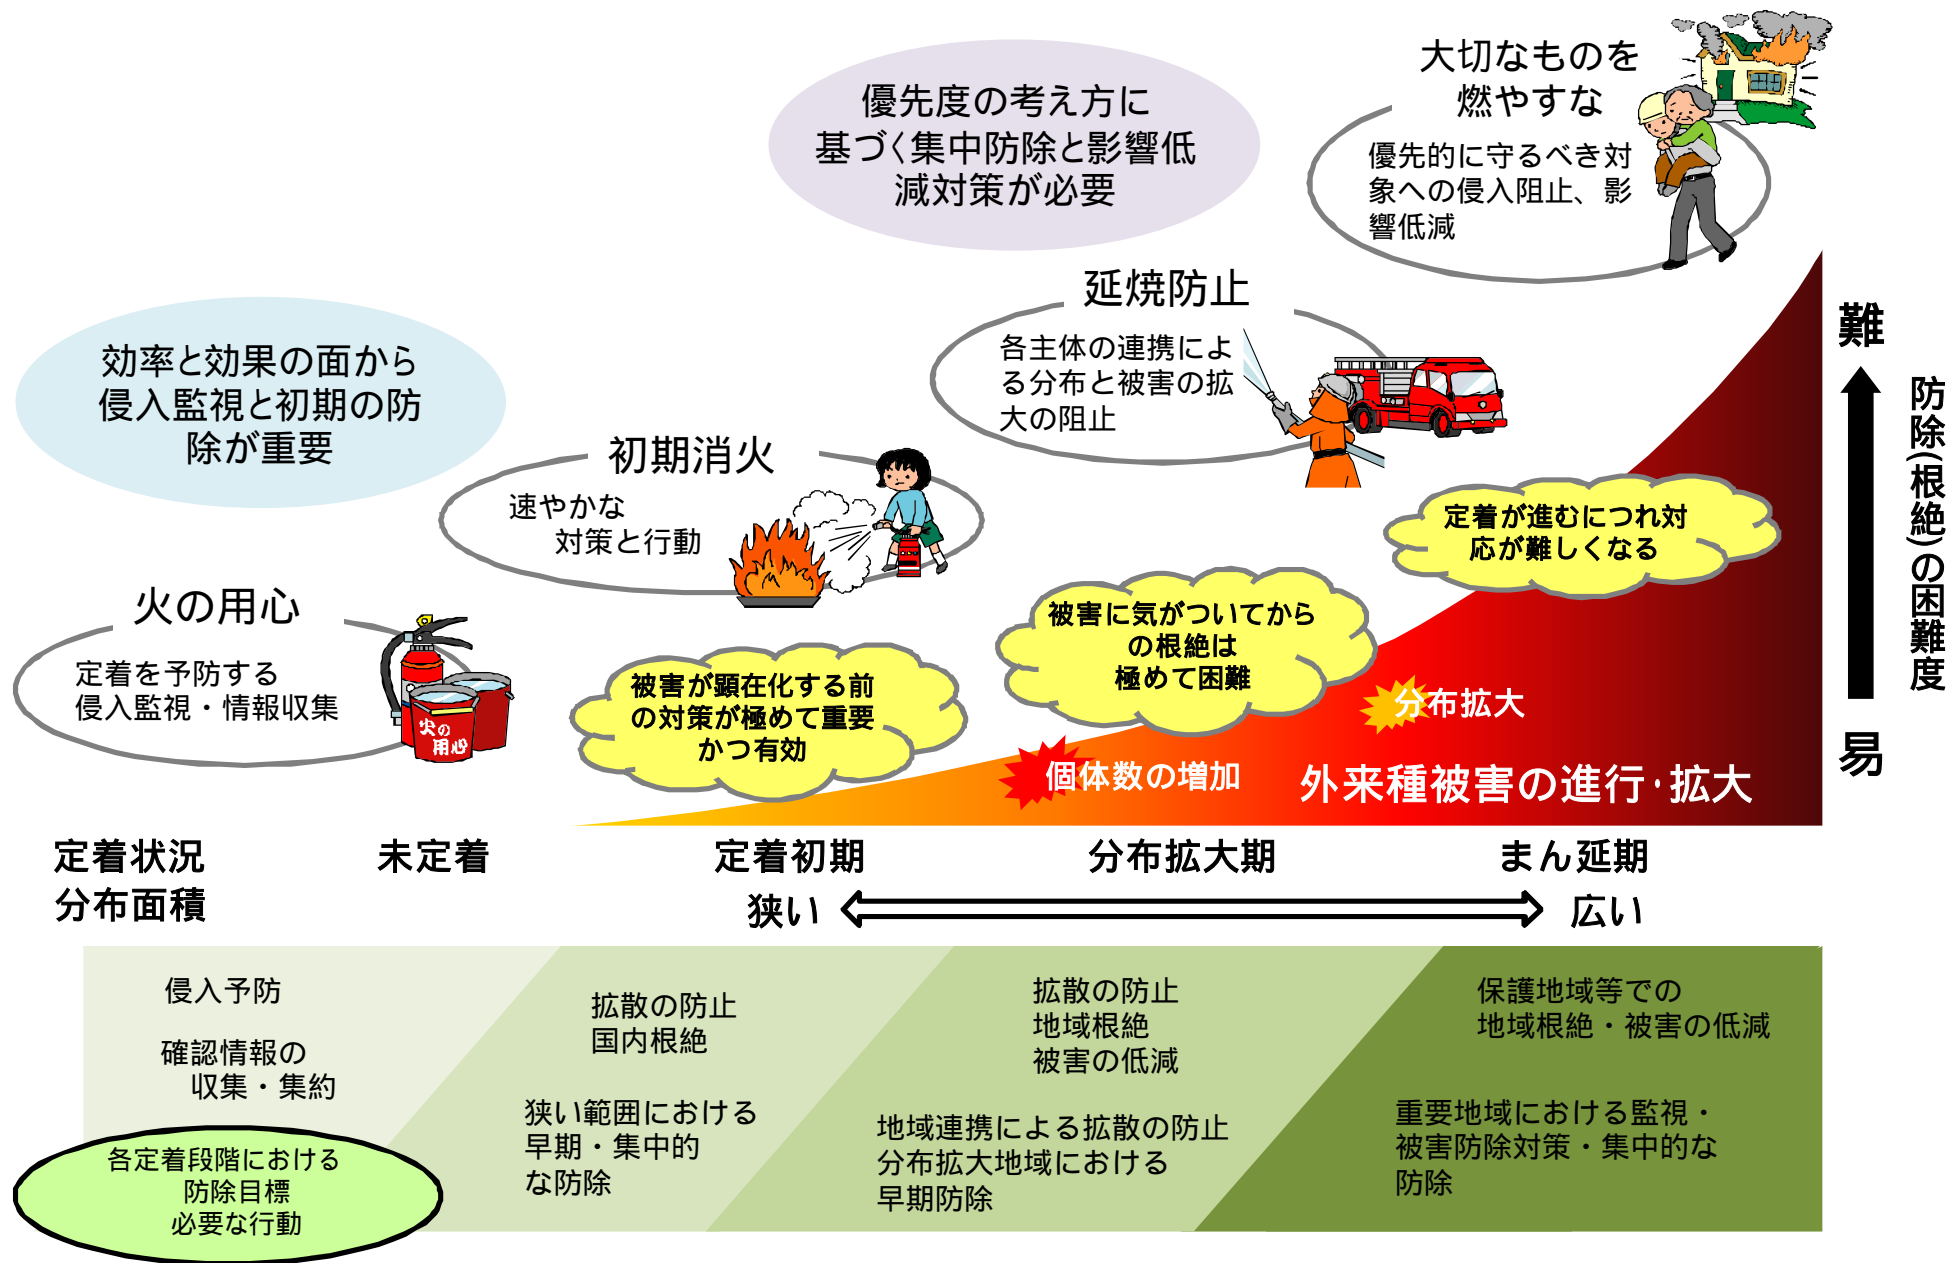 大切なものを
燃やすな
優先的に守るべき対
象への侵入阻止、影
響低減
優先度の考え方に
基づく集中防除と影響低
減対策が必要
延焼防止
各主体の連携によ
る分布と被害の拡
大の阻止
効率と効果の面から
侵入監視と初期の防
除が重要
初期消火
速やかな
対策と行動
火の用心
定着を予防する
侵入監視・情報収集
火の
用心
難
防除(根絶)の困難度
易
定着が進むにつれ対
応が難しくなる
被害に気がついてから
の根絶は
極めて困難
被害が顕在化する前
の対策が極めて重要
かつ有効
分布拡大
個体数の増加
外来種被害の進行・拡大
定着状況
未定着
定着初期
分布拡大期
まん延期
分布面積
狭い
広い
侵入予防
確認情報の
収集・集約
拡散の防止
国内根絶
狭い範囲における
早期・集中的
な防除
拡散の防止
地域根絶
被害の低減
地域連携による拡散の防止
分布拡大地域における
早期防除
保護地域等での
地域根絶・被害の低減
重要地域における監視・
被害防除対策・集中的な
防除
各定着段階における
防除目標
必要な行動